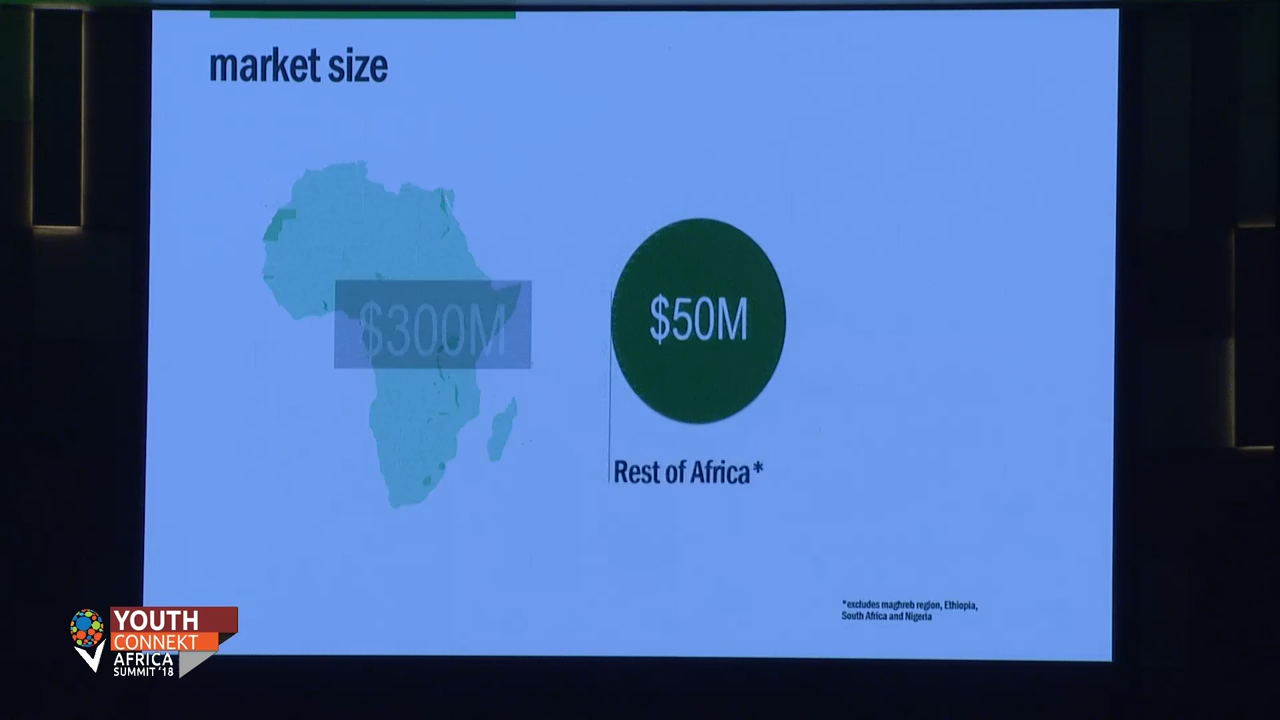 market size
$300M
$50M
Rest of Africa*
*excludes maghreb region, Ethiopia,
South Africa and Nigeria
YOUTH
CONNEKT
AFRICA
SUMMIT '18